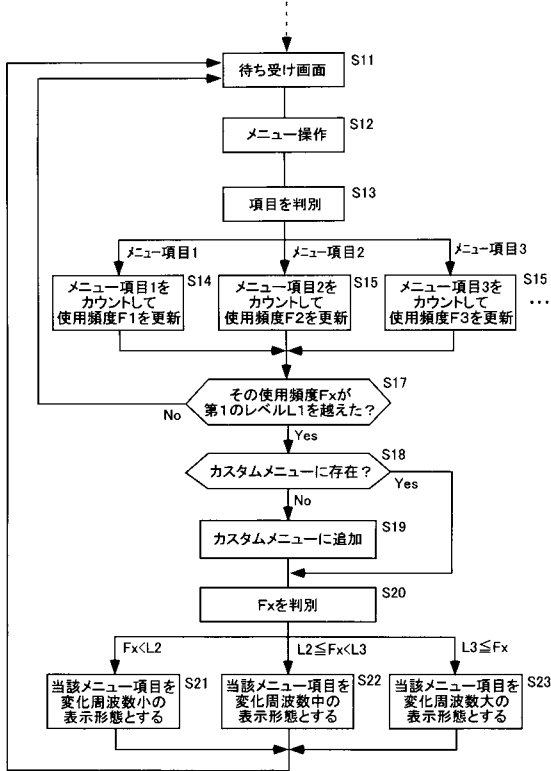 S11
待ち受け画面
S12
メニュー操作
S13
項目を判別
メニュー項目1
メニュー項目2
メニュー項目3
S14
メニュー項目1を
カウントして
使用頻度F1を更新
S15
メニュー項目2を
カウントして
使用頻度F2を更新
S15
メニュー項目3を
カウントして
使用頻度F3を更新
...
S17
その使用頻度Fxが
第1のレベルL1を越えた?
No
Yes
S18
カスタムメニューに存在?
Yes
No
S19
カスタムメニューに追加
S20
Fxを判別
Fx<L2
L2≦Fx<L3
L3≦Fx
S21
当該メニュー項目を
変化周波数小の
表示形態とする
S22
当該メニュー項目を
変化周波数中の
表示形態とする
S23
当該メニュー項目を
変化周波数大の
表示形態とする